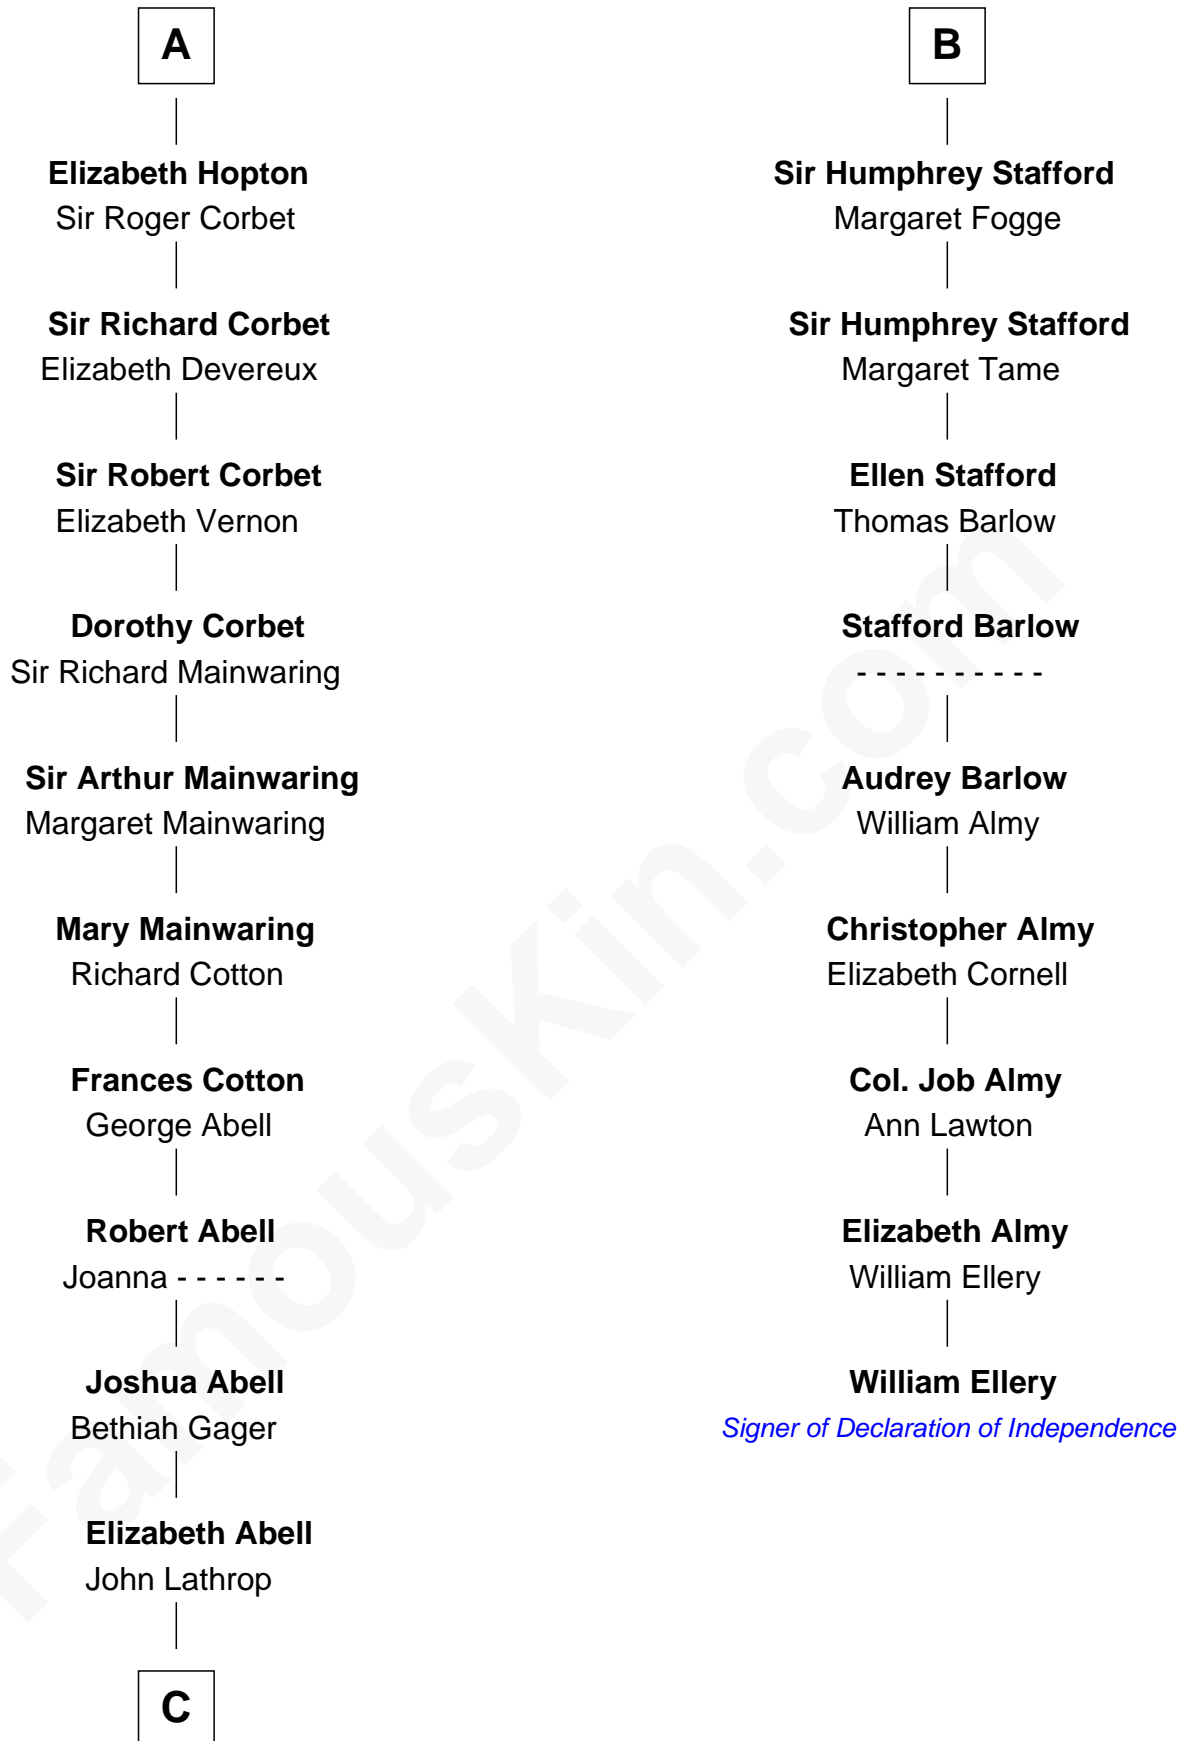 A
Elizabeth Hopton
Sir Roger Corbet
Sir Richard Corbet
Elizabeth Devereux
Sir Robert Corbet
Elizabeth Vernon
Dorothy Corbet
Sir Richard Mainwaring
Sir Arthur Mainwaring
Margaret Mainwaring
Mary Mainwaring
Richard Cotton
Frances Cotton
George Abell
Robert Abell
Joanna - - - - - -
Joshua Abell
Bethiah Gager
Elizabeth Abell
John Lathrop
C
B
Sir Humphrey Stafford
Margaret Fogge
Sir Humphrey Stafford
Margaret Tame
Ellen Stafford
Thomas Barlow
Stafford Barlow
- - - - - - - - - -
Audrey Barlow
William Almy
Christopher Almy
Elizabeth Cornell
Col. Job Almy
Ann Lawton
Elizabeth Almy
William Ellery
William Ellery
Signer of Declaration of Independence
FamousKin.com